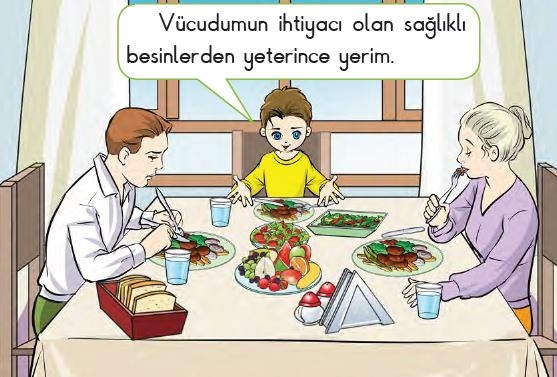 Vücudumun ihtiyacı olan sağlıklı
besinlerden yeterince yerim.